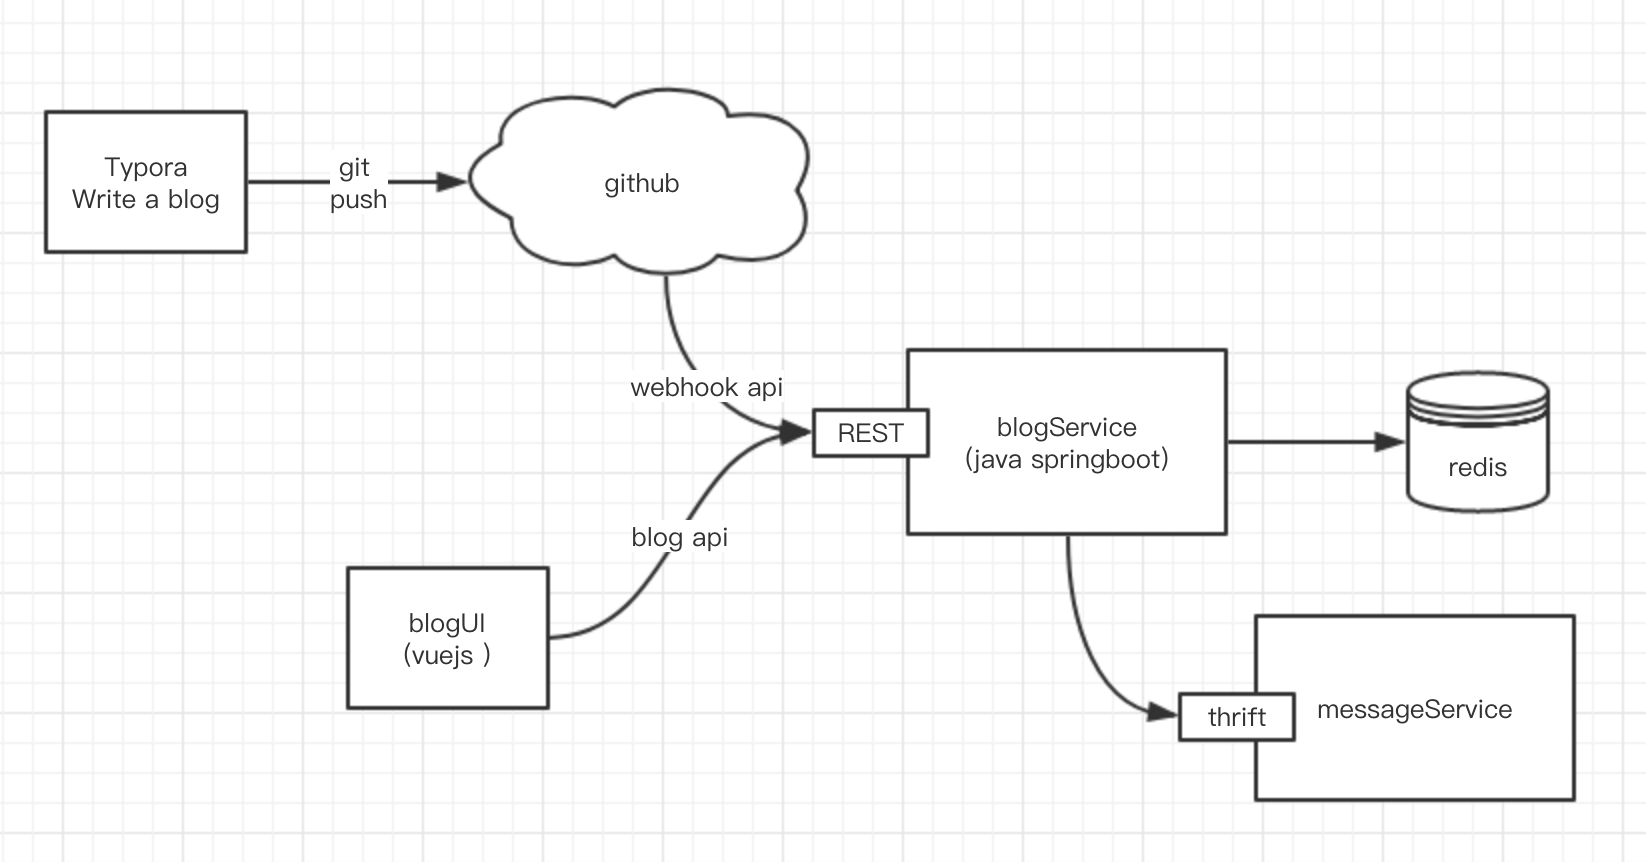 Typora
Write a blog
git
push
github
webhook api
REST
blogService
(java springboot)
redis
blog api
blogUI
(vuejs )
thrift
messageService